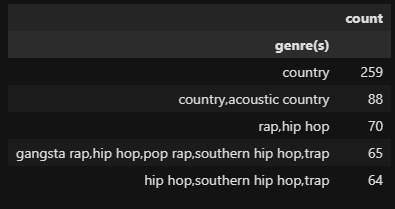 count
genre(s)
country 259
country,acoustic country 88
rap,hip hop 70
gangsta rap,hip hop,pop rap,southern hip hop,trap 65
hip hop,southern hip hop,trap 64